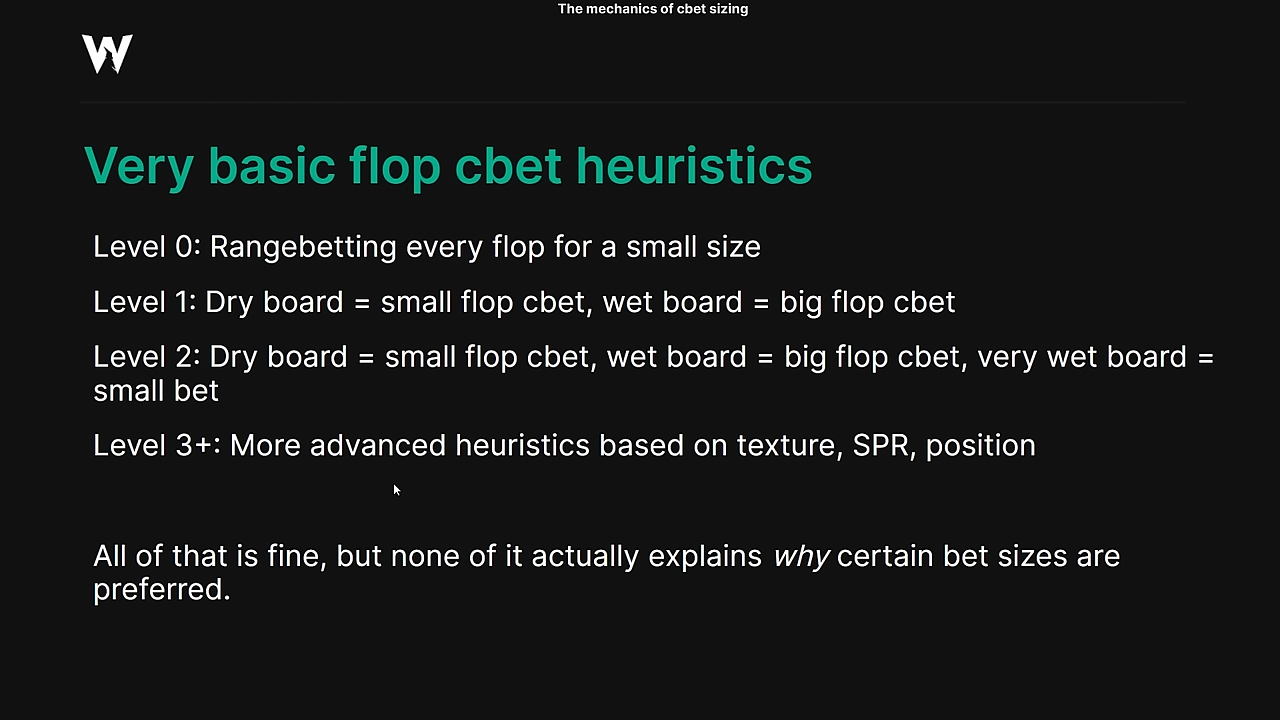 The mechanics of cbet sizing
W
Very basic flop cbet heuristics
Level 0: Rangebetting every flop for a small size
Level 1: Dry board = small flop cbet, wet board = big flop cbet
Level 2: Dry board = small flop cbet, wet board = big flop cbet, very wet board =
small bet
Level 3+: More advanced heuristics based on texture, SPR, position
All of that is fine, but none of it actually explains why certain bet sizes are
preferred.